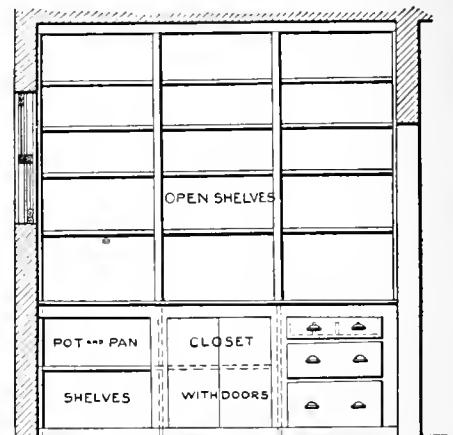 OPEN SHELVES
POT AND PAN CLOSET
SHELVES WITH DOORS